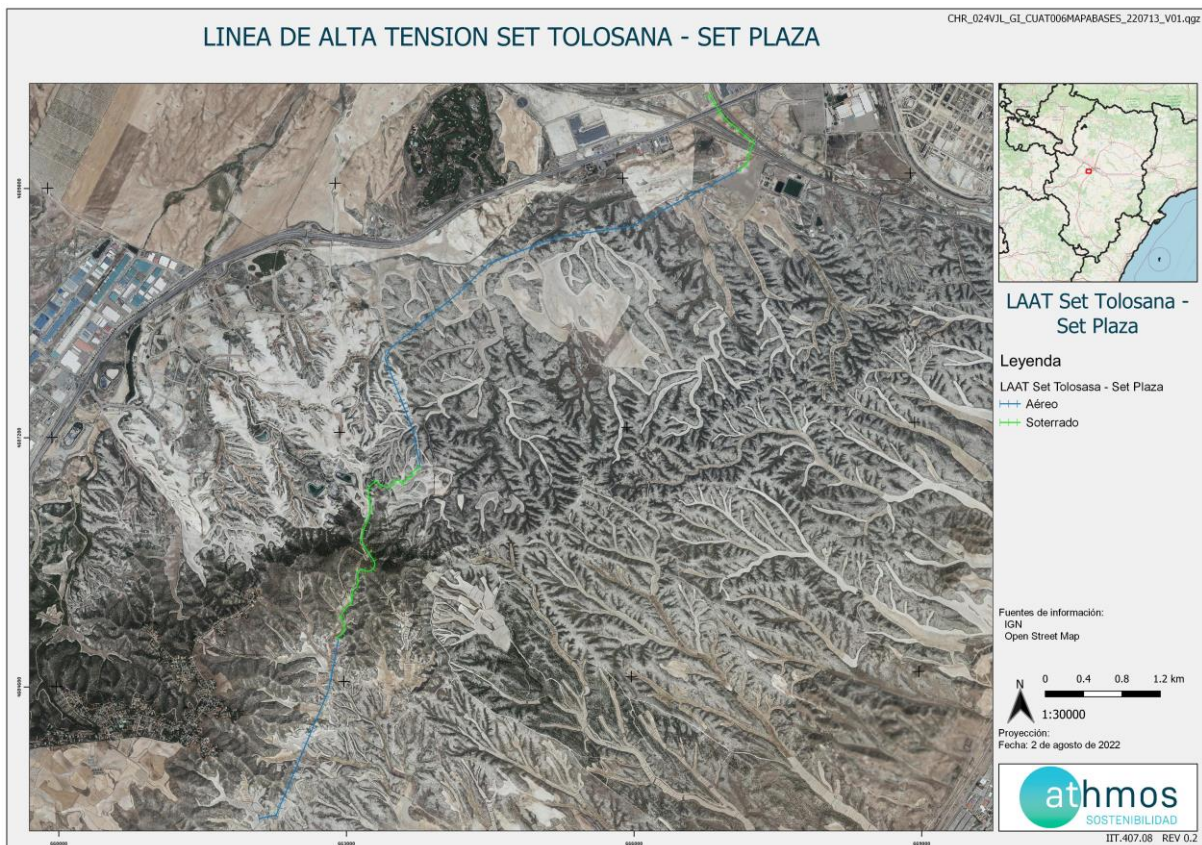 CHR_024VJL_GI_CUAT006MAPABASES_220713_V01.qgz
LINEA DE ALTA TENSION SET TOLOSANA - SET PLAZA
LAAT Set Tolosana -
Set Plaza
Leyenda
LAAT Set Tolosasa - Set Plaza
Aéreo
Soterrado
Fuentes de información:
IGN
Open Street Map
N
0 0.4 0.8 1.2 km
1:30000
Proyección:
Fecha: 2 de agosto de 2022
athmos
SOSTENIBILIDAD
IIT.407.08 REV 0.2